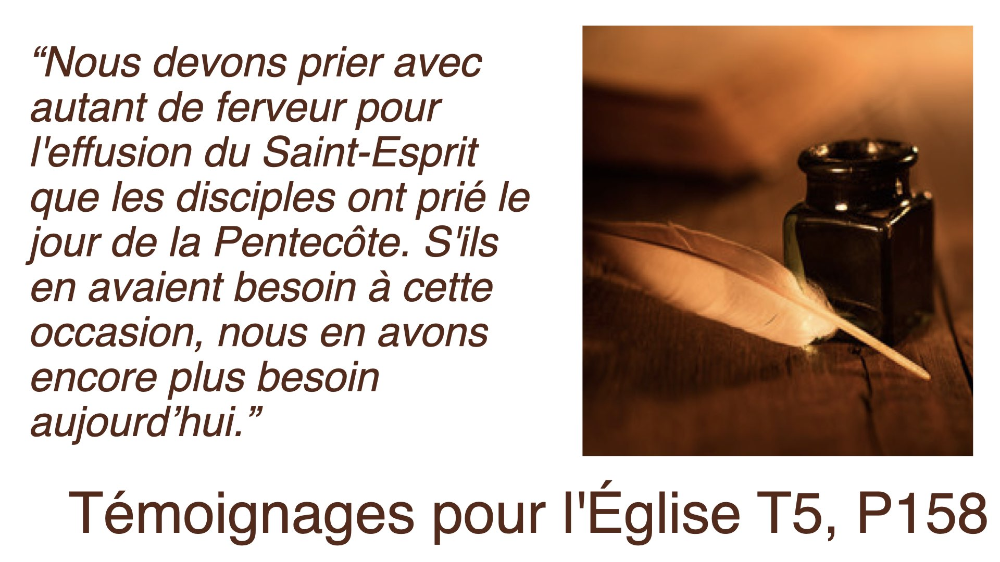 “Nous devons prier avec
autant de ferveur pour
l'effusion du Saint-Esprit
que les disciples ont prié le
jour de la Pentecôte. S'ils
en avaient besoin à cette
occasion, nous en avons
encore plus besoin
aujourd’hui.”
Témoignages pour l'Église T5, P158